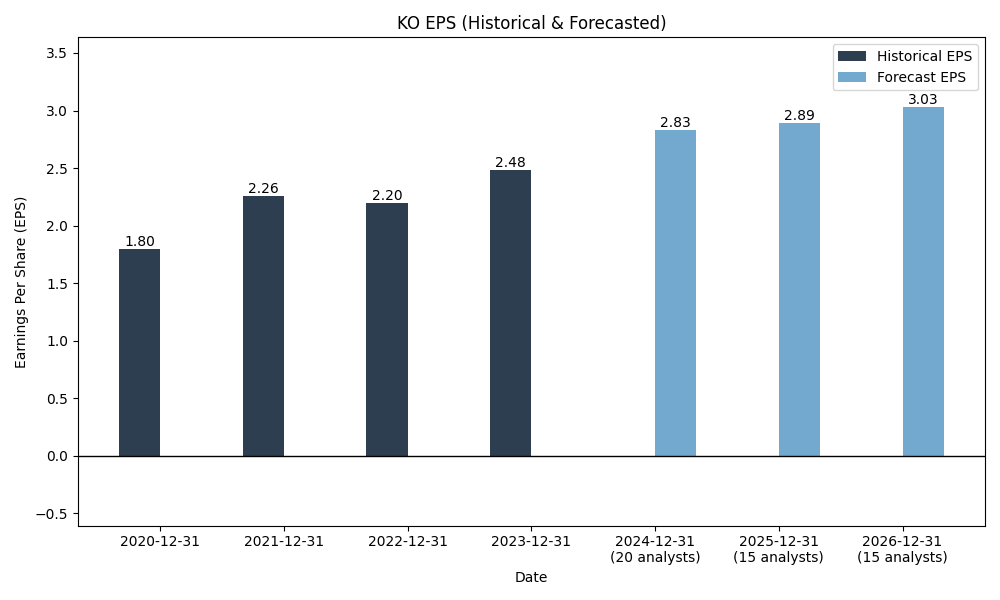 KO EPS (Historical & Forecasted)
Historical EPS
Forecast EPS
Earnings Per Share (EPS)
3.5
3.0
2.5
2.0
1.5
1.0
0.5
0.0
−0.5
1.80
2.26
2.20
2.48
2.83
2.89
3.03
2020-12-31
2021-12-31
2022-12-31
2023-12-31
2024-12-31
(20 analysts)
2025-12-31
(15 analysts)
2026-12-31
(15 analysts)
Date